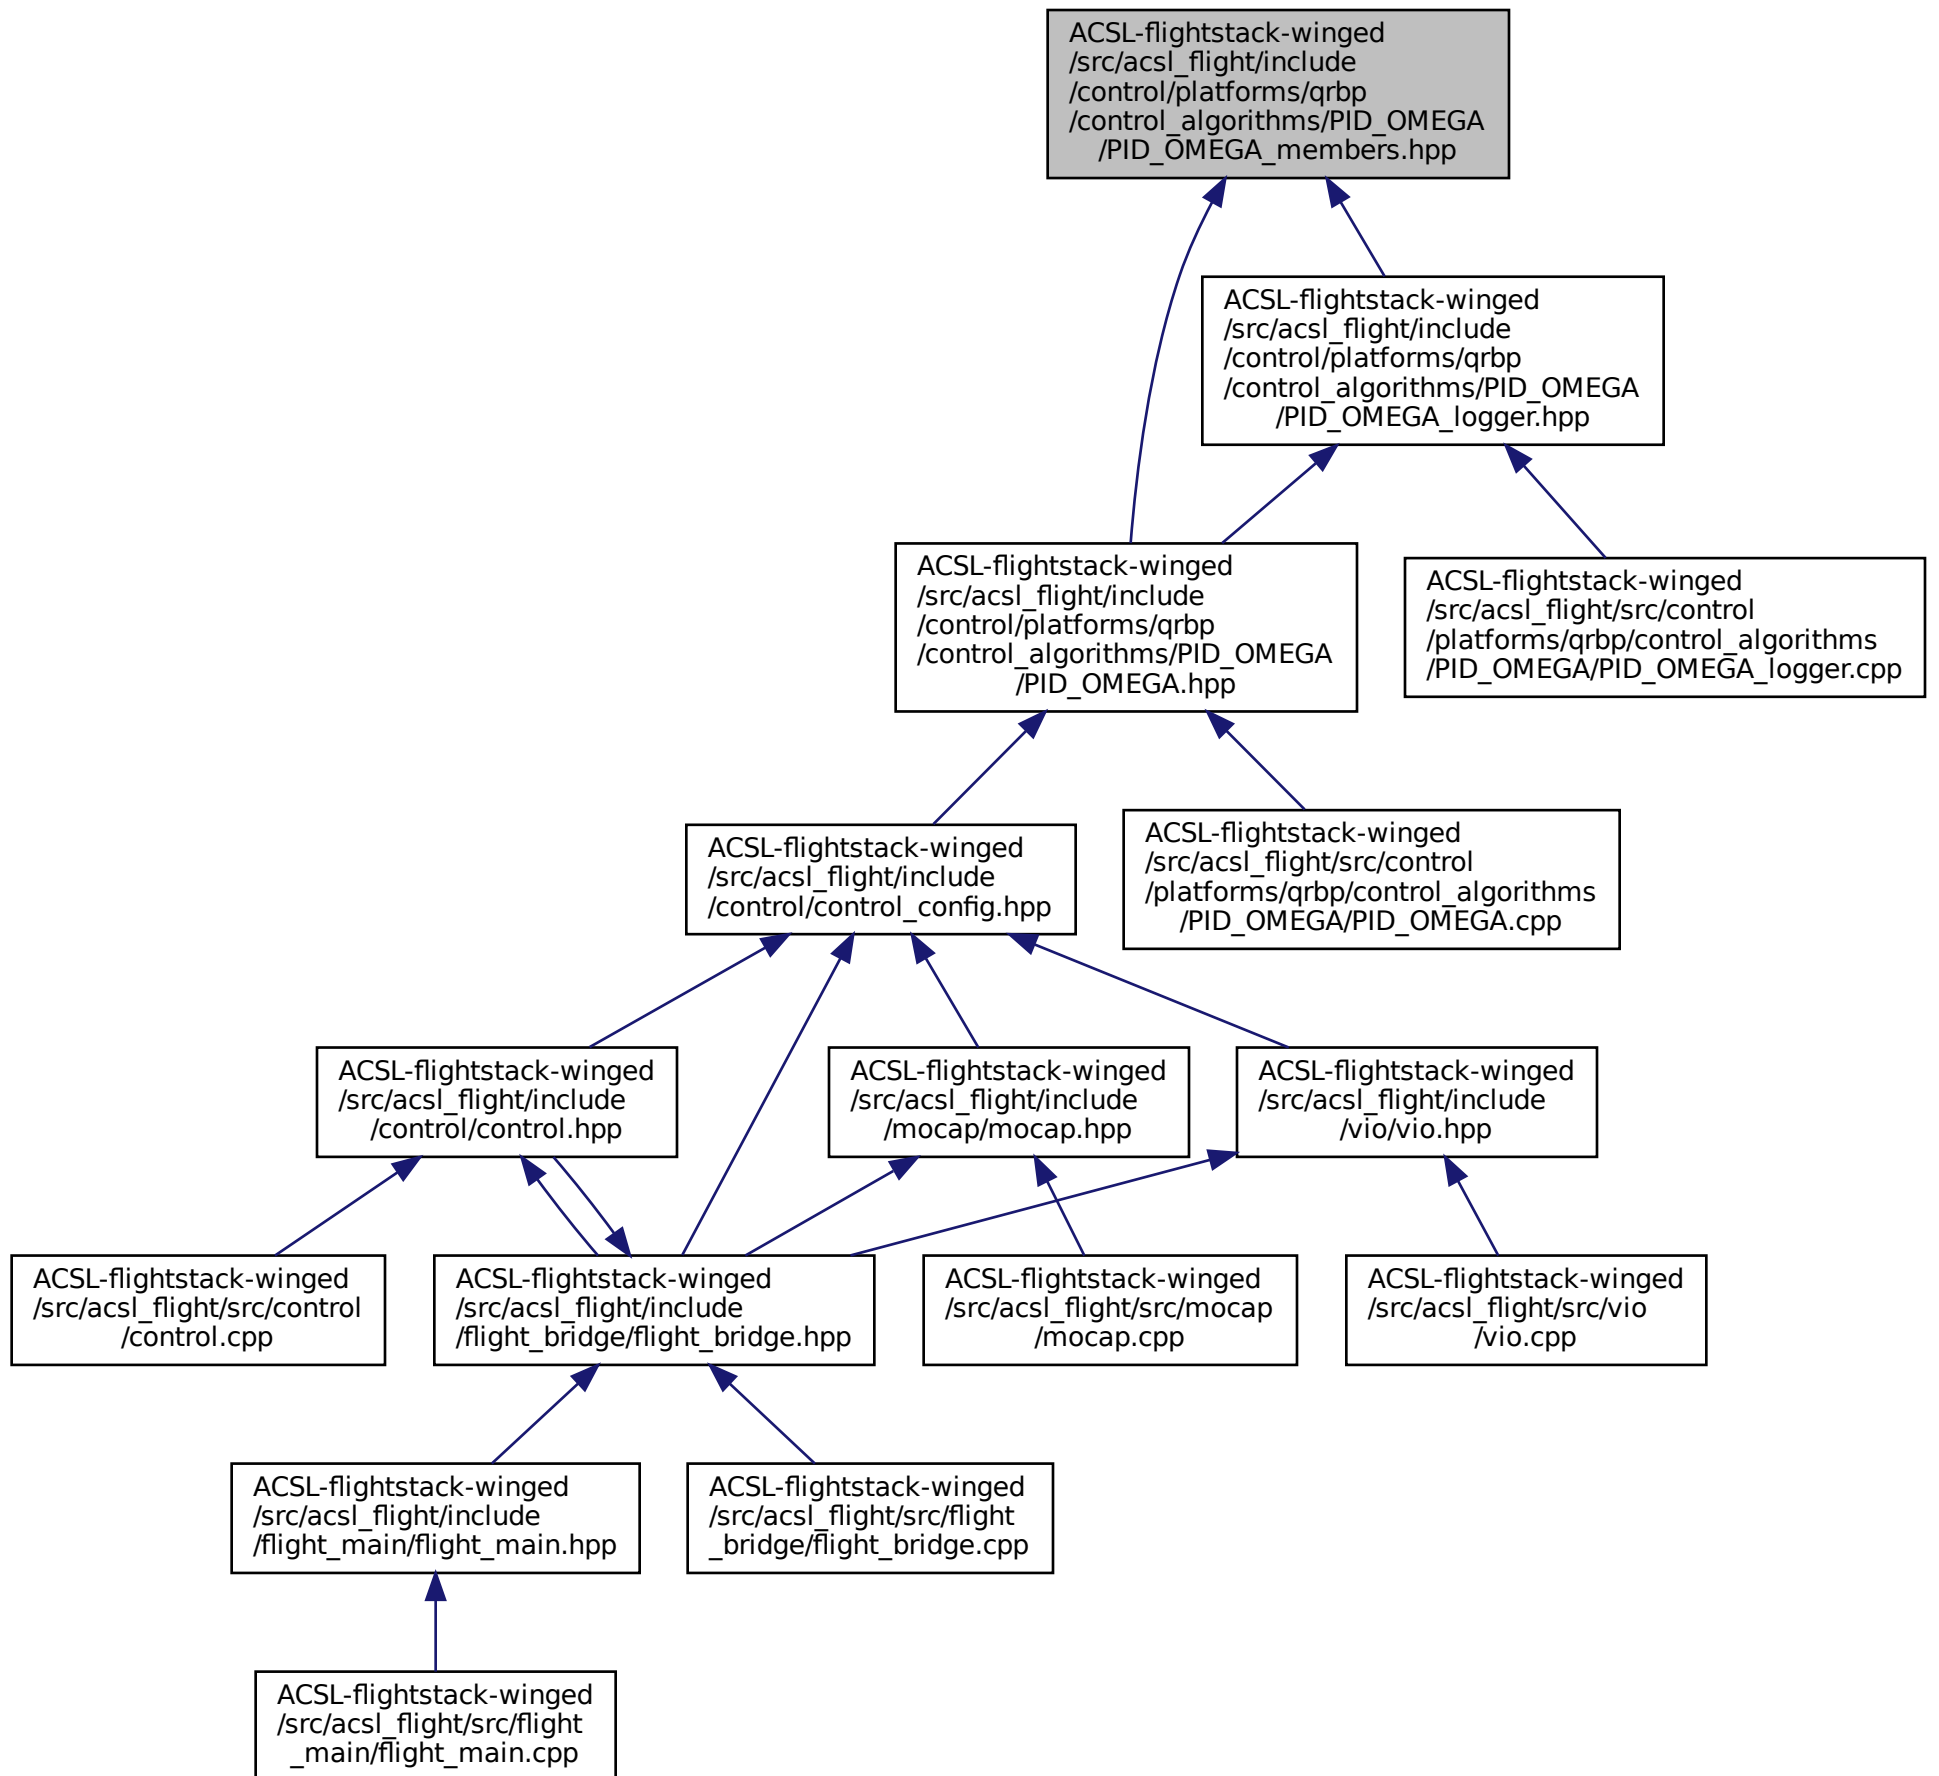 ACSL-flightstack-winged
/src/acsl_flight/include
/control/platforms/qrbp
/control_algorithms/PID_OMEGA
/PID_OMEGA_members.hpp
ACSL-flightstack-winged
/src/acsl_flight/include
/control/platforms/qrbp
/control_algorithms/PID_OMEGA
/PID_OMEGA_logger.hpp
ACSL-flightstack-winged
/src/acsl_flight/include
/control/platforms/qrbp
/control_algorithms/PID_OMEGA
/PID_OMEGA.hpp
ACSL-flightstack-winged
/src/acsl_flight/src/control
/platforms/qrbp/control_algorithms
/PID_OMEGA/PID_OMEGA_logger.cpp
ACSL-flightstack-winged
/src/acsl_flight/include
/control/control_config.hpp
ACSL-flightstack-winged
/src/acsl_flight/src/control
/platforms/qrbp/control_algorithms
/PID_OMEGA/PID_OMEGA.cpp
ACSL-flightstack-winged
/src/acsl_flight/include
/control/control.hpp
ACSL-flightstack-winged
/src/acsl_flight/include
/mocap/mocap.hpp
ACSL-flightstack-winged
/src/acsl_flight/include
/vio/vio.hpp
ACSL-flightstack-winged
/src/acsl_flight/src/control
/control.cpp
ACSL-flightstack-winged
/src/acsl_flight/include
/flight_bridge/flight_bridge.hpp
ACSL-flightstack-winged
/src/acsl_flight/src/mocap
/mocap.cpp
ACSL-flightstack-winged
/src/acsl_flight/src/vio
/vio.cpp
ACSL-flightstack-winged
/src/acsl_flight/include
/flight_main/flight_main.hpp
ACSL-flightstack-winged
/src/acsl_flight/src/flight
_bridge/flight_bridge.cpp
ACSL-flightstack-winged
/src/acsl_flight/src/flight
_main/flight_main.cpp